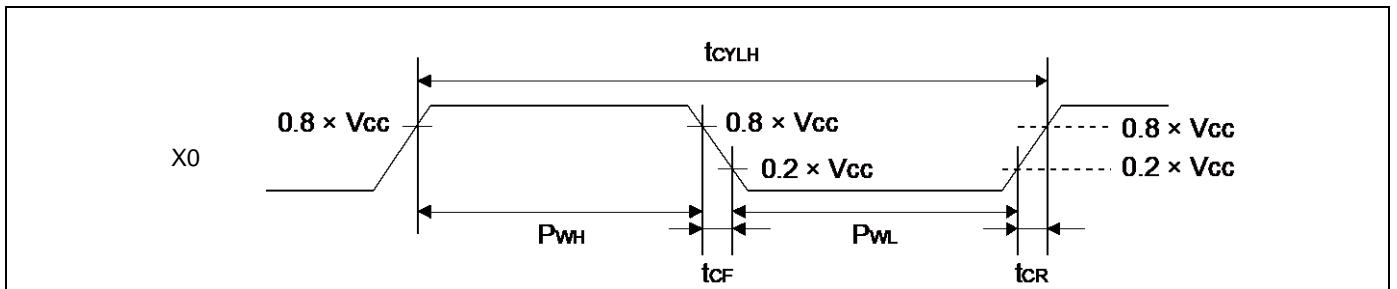 tCYLH
0.8 × Vcc
0.8 × Vcc
0.8 × Vcc
X0
0.2 × Vcc
0.2 × Vcc
PWH
PWL
tCF
tCR